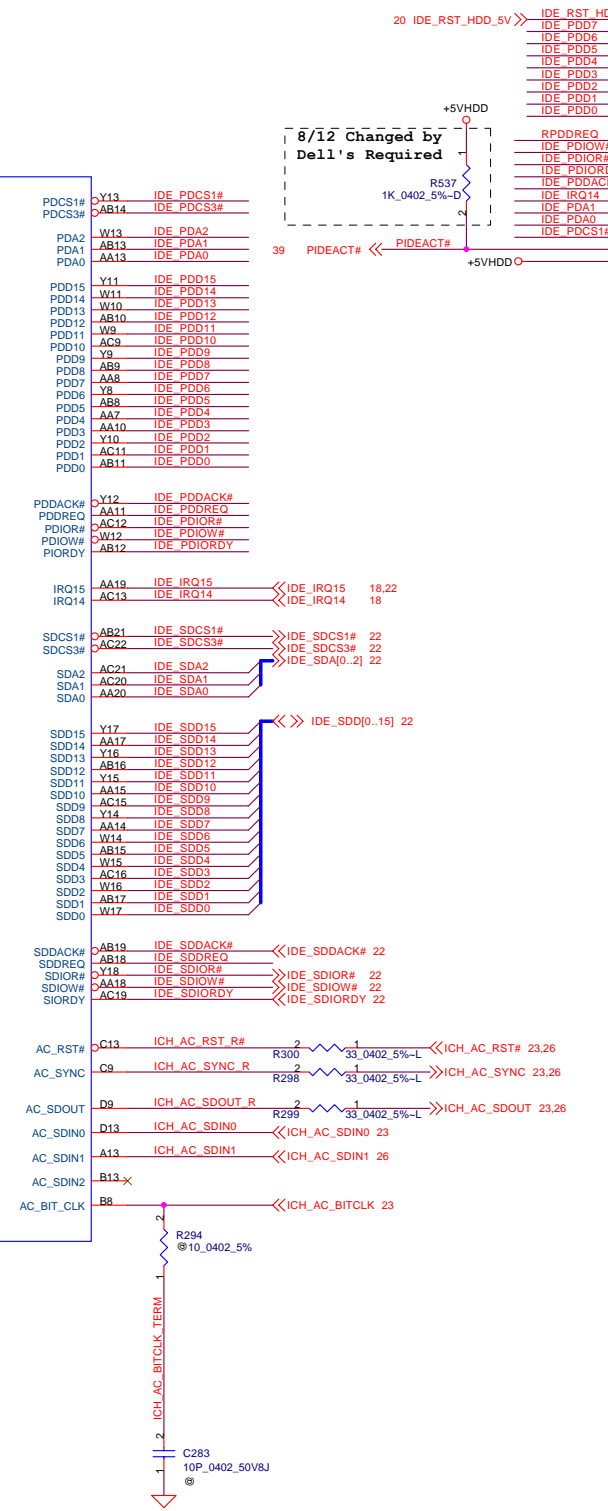 20 IDE_RST_HDD_5V
IDE_RST_HD
IDE_PDD7
IDE_PDD6
IDE_PDD5
IDE_PDD4
IDE_PDD3
IDE_PDD2
IDE_PDD1
IDE_PDD0
+5VHDD
8/12 Changed by
Dell's Required
1
R537
1K_0402_5%~D
2
RPDDREQ
IDE_PDIOW#
IDE_PDIOR#
IDE_PDIORD
IDE_PDDACK
IDE_IRQ14
IDE_PDA1
IDE_PDA0
IDE_PDCS1#
39 PIDEACT# PIDEACT#
+5VHDD
PDCS1# Y13 IDE_PDCS1#
PDCS3# AB14 IDE_PDCS3#
PDA2 W13 IDE_PDA2
PDA1 AB13 IDE_PDA1
PDA0 AA13 IDE_PDA0
PDD15 Y11 IDE_PDD15
PDD14 W11 IDE_PDD14
PDD13 W10 IDE_PDD13
PDD12 AB10 IDE_PDD12
PDD11 W9 IDE_PDD11
PDD10 AC9 IDE_PDD10
PDD9 Y9 IDE_PDD9
PDD8 AB9 IDE_PDD8
PDD7 AA8 IDE_PDD7
PDD6 Y8 IDE_PDD6
PDD5 AB8 IDE_PDD5
PDD4 AA7 IDE_PDD4
PDD3 AA10 IDE_PDD3
PDD2 Y10 IDE_PDD2
PDD1 AC11 IDE_PDD1
PDD0 AB11 IDE_PDD0
PDDACK# Y12 IDE_PDDACK#
PDDREQ AA11 IDE_PDDREQ
PDIOR# AC12 IDE_PDIOR#
PDIOW# W12 IDE_PDIOW#
PIORDY AB12 IDE_PDIORDY
IRQ15 AA19 IDE_IRQ15 IDE_IRQ15 18,22
IRQ14 AC13 IDE_IRQ14 IDE_IRQ14 18
SDCS1# AB21 IDE_SDCS1# IDE_SDCS1# 22
SDCS3# AC22 IDE_SDCS3# IDE_SDCS3# 22
IDE_SDA[0..2] 22
SDA2 AC21 IDE_SDA2
SDA1 AC20 IDE_SDA1
SDA0 AA20 IDE_SDA0
IDE_SDD[0..15] 22
SDD15 Y17 IDE_SDD15
SDD14 AA17 IDE_SDD14
SDD13 Y16 IDE_SDD13
SDD12 AB16 IDE_SDD12
SDD11 Y15 IDE_SDD11
SDD10 AA15 IDE_SDD10
SDD9 AC15 IDE_SDD9
SDD8 Y14 IDE_SDD8
SDD7 AA14 IDE_SDD7
SDD6 W14 IDE_SDD6
SDD5 AB15 IDE_SDD5
SDD4 W15 IDE_SDD4
SDD3 AC16 IDE_SDD3
SDD2 W16 IDE_SDD2
SDD1 AB17 IDE_SDD1
SDD0 W17 IDE_SDD0
SDDACK# AB19 IDE_SDDACK# IDE_SDDACK# 22
SDDREQ AB18 IDE_SDDREQ
SDIOR# Y18 IDE_SDIOR# IDE_SDIOR# 22
SDIOW# AA18 IDE_SDIOW# IDE_SDIOW# 22
SIORDY AC19 IDE_SDIORDY IDE_SDIORDY 22
AC_RST# C13 ICH_AC_RST_R# 2 1 ICH_AC_RST# 23,26
R300 33_0402_5%~L
AC_SYNC C9 ICH_AC_SYNC_R 2 1 ICH_AC_SYNC 23,26
R298 33_0402_5%~L
AC_SDOUT D9 ICH_AC_SDOUT_R 2 1 ICH_AC_SDOUT 23,26
R299 33_0402_5%~L
AC_SDIN0 D13 ICH_AC_SDIN0 ICH_AC_SDIN0 23
AC_SDIN1 A13 ICH_AC_SDIN1 ICH_AC_SDIN1 26
AC_SDIN2 B13
AC_BIT_CLK B8 ICH_AC_BITCLK 23
2
R294
@10_0402_5%
1
ICH_AC_BITCLK_TERM
2
C283
10P_0402_50V8J
1
@